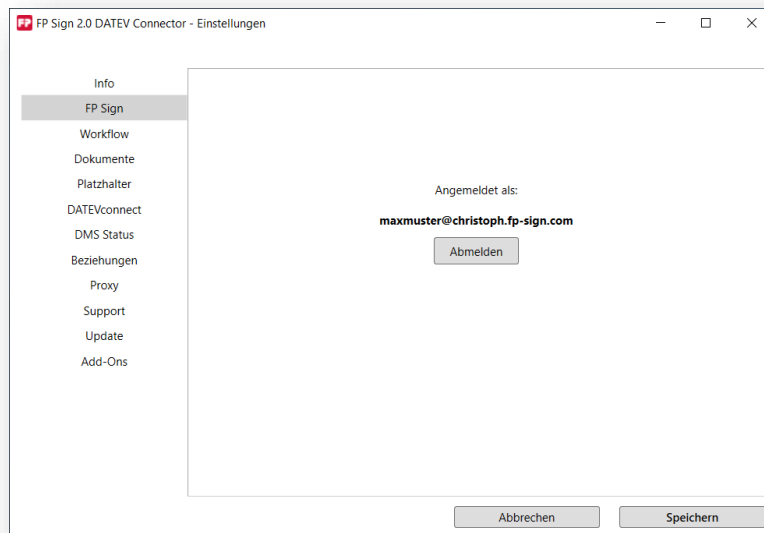 FP FP Sign 2.0 DATEV Connector - Einstellungen
Info
FP Sign
Workflow
Dokumente
Platzhalter
DATEVconnect
DMS Status
Beziehungen
Proxy
Support
Update
Add-Ons
Angemeldet als:
maxmuster@christoph.fp-sign.com
Abmelden
Abbrechen
Speichern